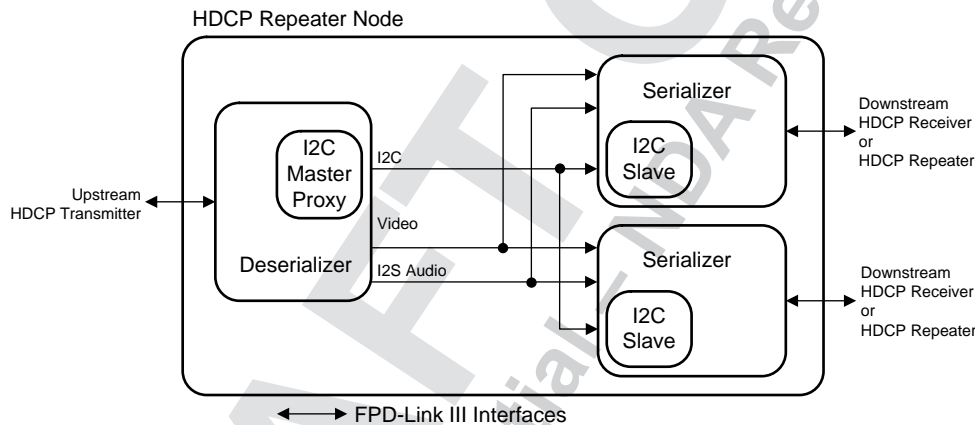 HDCP Repeater Node
Upstream
HDCP Transmitter
Deserializer
I2C
Master
Proxy
I2C
Video
I2S Audio
Serializer
I2C
Slave
Downstream
HDCP Receiver
or
HDCP Repeater
Serializer
I2C
Slave
Downstream
HDCP Receiver
or
HDCP Repeater
FPD-Link III Interfaces